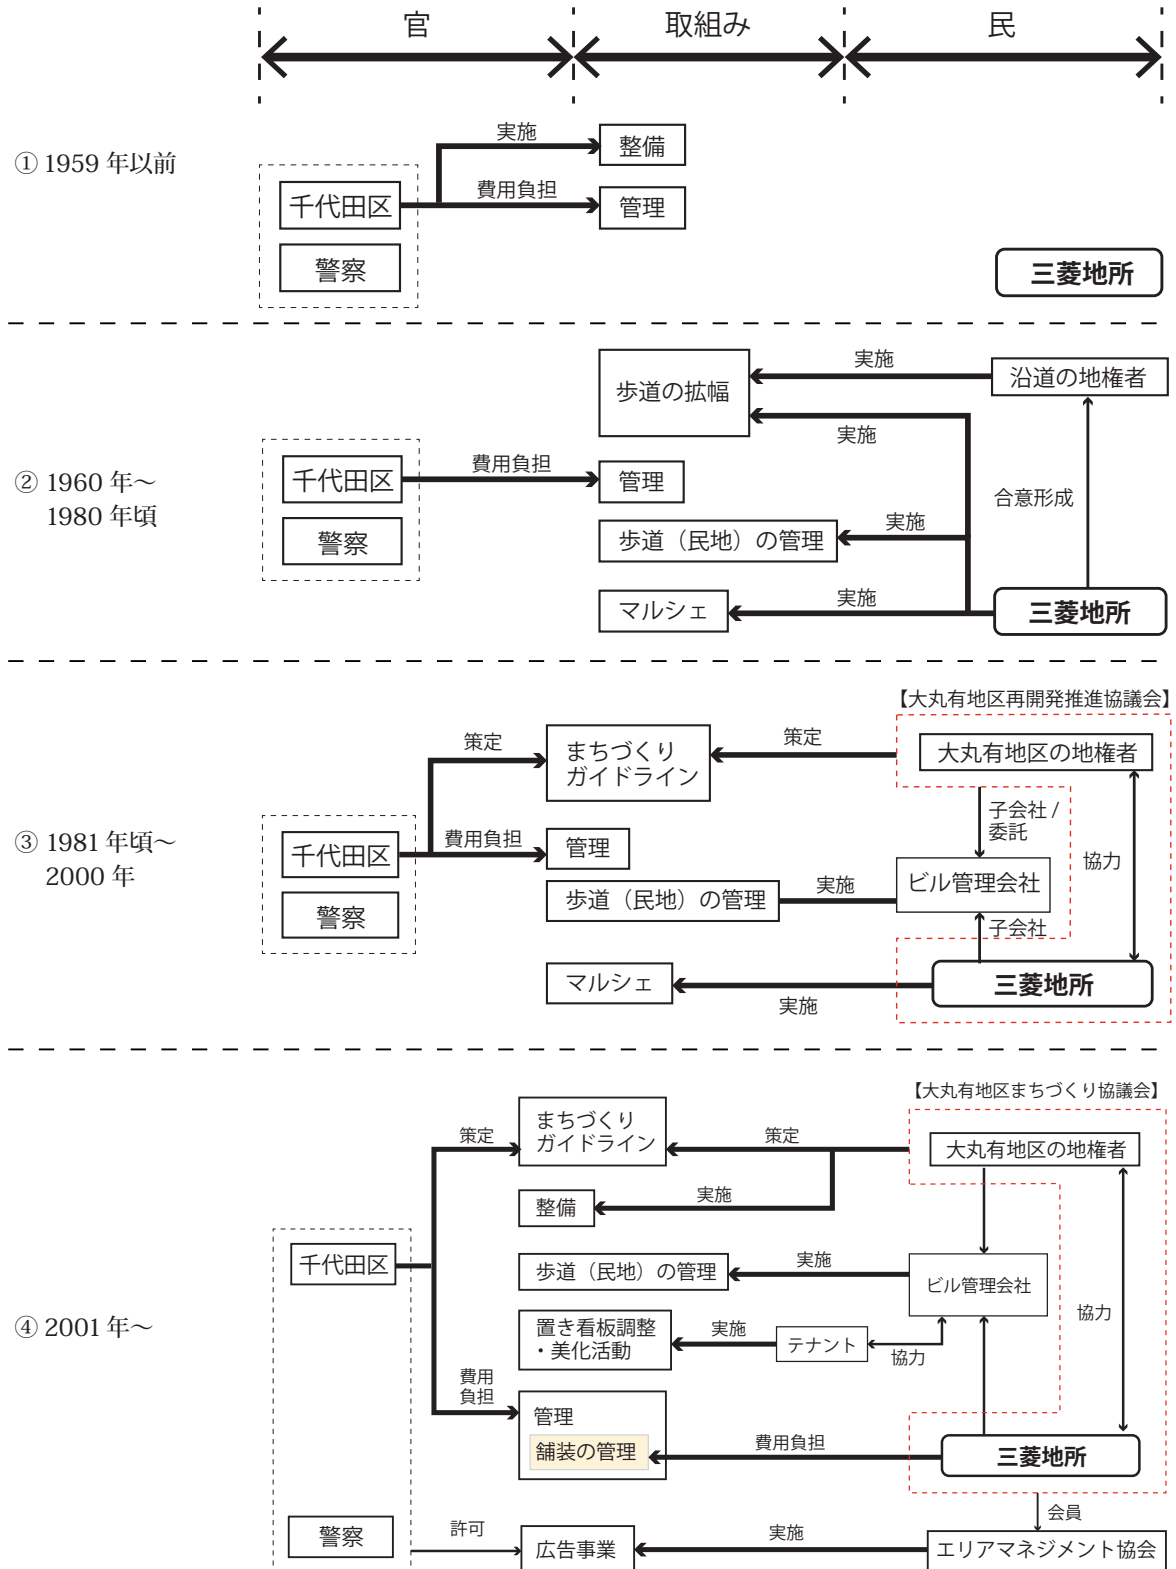 官
取組み
民
① 1959 年以前
実施
整備
千代田区
費用負担
管理
警察
三菱地所
② 1960 年～
1980 年頃
歩道の拡幅
実施
沿道の地権者
実施
千代田区
費用負担
管理
合意形成
警察
歩道（民地）の管理
実施
マルシェ
実施
三菱地所
【大丸有地区再開発推進協議会】
③ 1981 年頃～
2000 年
策定
まちづくり
ガイドライン
策定
大丸有地区の地権者
子会社 /
委託
千代田区
費用負担
管理
協力
ビル管理会社
警察
歩道（民地）の管理
実施
子会社
マルシェ
実施
三菱地所
【大丸有地区まちづくり協議会】
④ 2001 年～
策定
まちづくり
ガイドライン
策定
大丸有地区の地権者
整備
実施
千代田区
歩道（民地）の管理
実施
ビル管理会社
置き看板調整
・美化活動
実施
テナント
協力
協力
費用
負担
管理
舗装の管理
費用負担
三菱地所
会員
警察
許可
広告事業
実施
エリアマネジメント協会